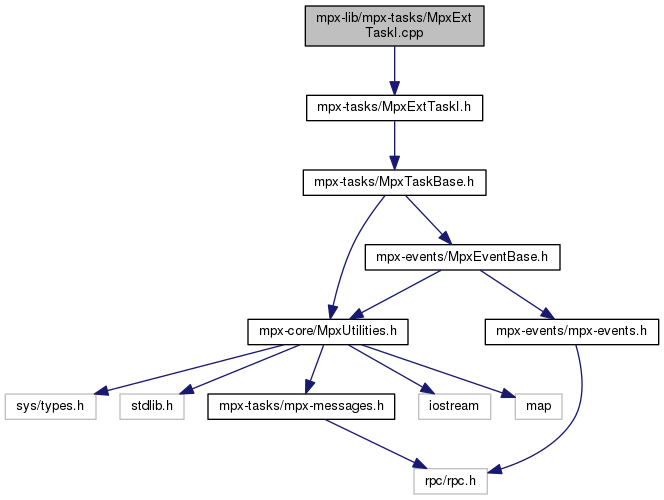 mpx-lib/mpx-tasks/MpxExt
TaskI.cpp
mpx-tasks/MpxExtTaskI.h
mpx-tasks/MpxTaskBase.h
mpx-events/MpxEventBase.h
mpx-core/MpxUtilities.h
mpx-events/mpx-events.h
sys/types.h
stdlib.h
mpx-tasks/mpx-messages.h
iostream
map
rpc/rpc.h